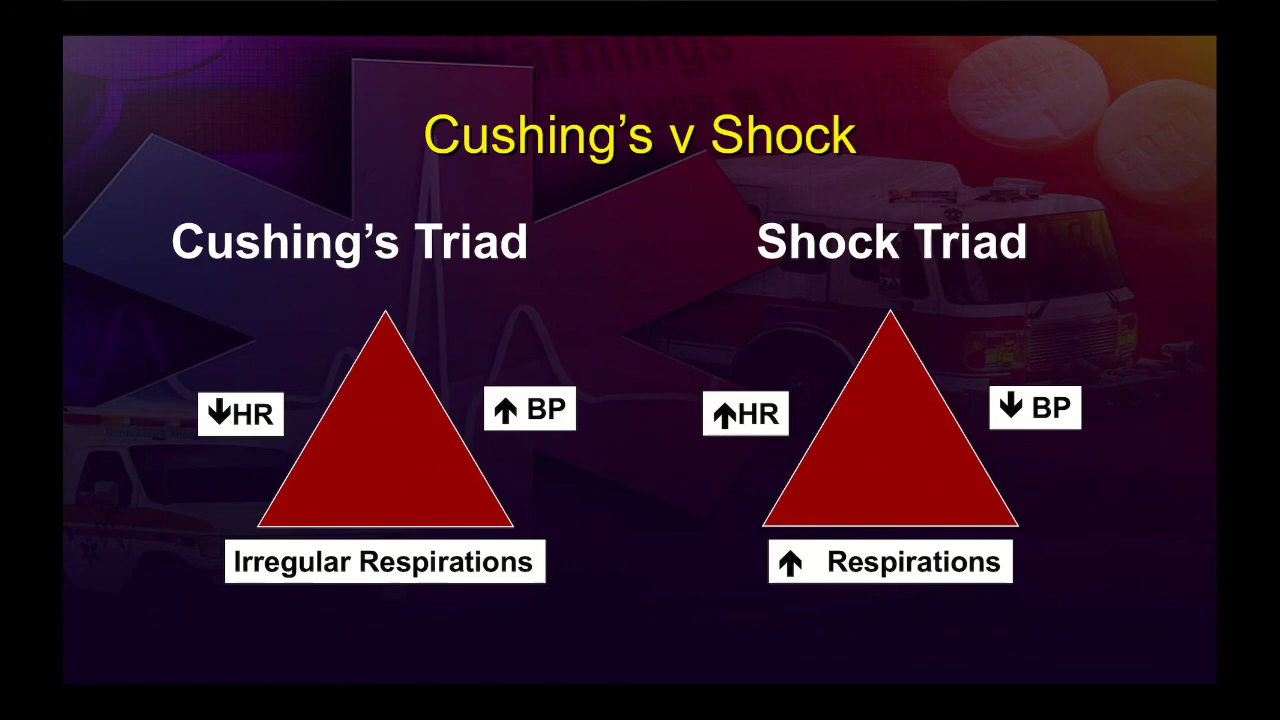 Cushing’s v Shock
Cushing’s Triad
Shock Triad
↓HR
↑ BP
Irregular Respirations
↑HR
↓ BP
↑ Respirations